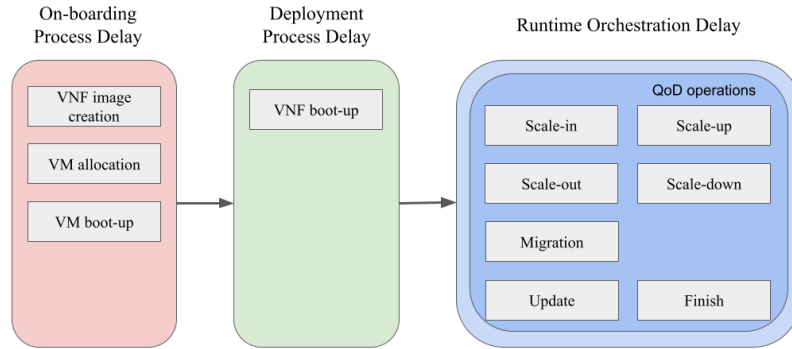 On-boarding
Process Delay
VNF image
creation
VM allocation
VM boot-up
Deployment
Process Delay
VNF boot-up
Runtime Orchestration Delay
QoD operations
Scale-in
Scale-up
Scale-out
Scale-down
Migration
Update
Finish